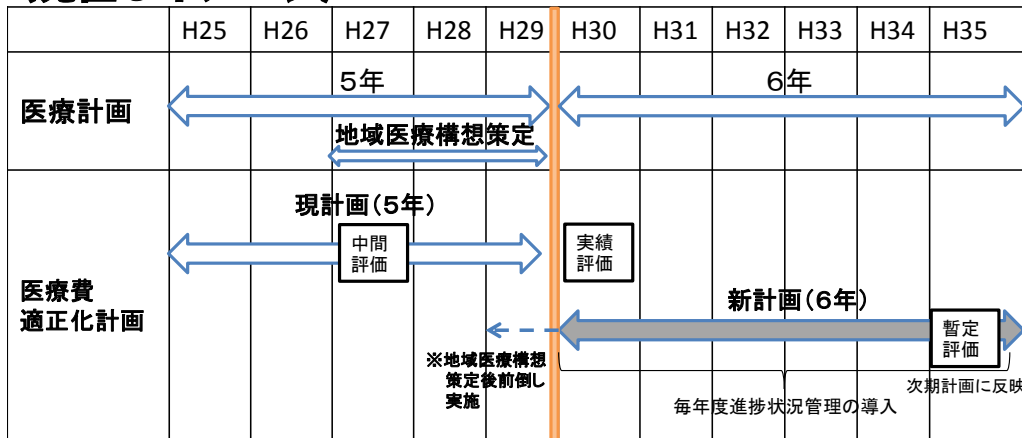 H25 H26 H27 H28 H29 H30 H31 H32 H33 H34 H35
医療計画
5年
6年
地域医療構想策定
医療費
適正化計画
現計画(5年)
中間
評価
実績
評価
新計画(6年)
暫定
評価
※地域医療構想
策定後前倒し
実施
次期計画に反映
毎年度進捗状況管理の導入